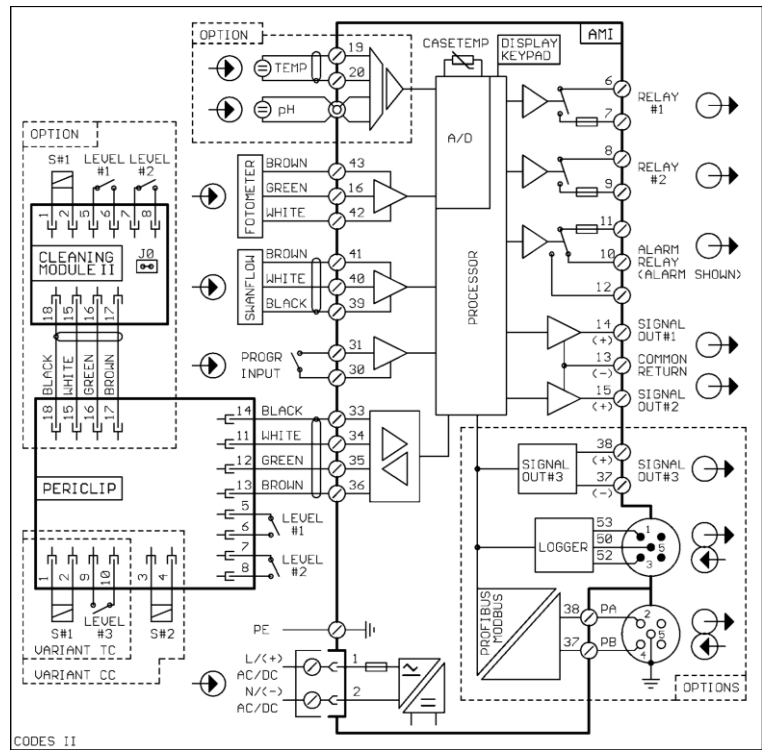 OPTION
19
TEMP
20
pH
CASETEMP
DISPLAY
KEYPAD
AMI
A/D
PROCESSOR
6
7
RELAY
#1
8
9
RELAY
#2
11
10
12
ALARM
RELAY
(ALARM SHOWN)
14
(+)
SIGNAL
OUT#1
13
(-)
COMMON
RETURN
15
(+)
SIGNAL
OUT#2
FOTOMETER
BROWN
43
GREEN
16
WHITE
42
SWANFLOW
BROWN
41
WHITE
40
BLACK
39
PROGR
INPUT
31
30
OPTION
S#1
LEVEL
#1
LEVEL
#2
1
2
5
6
7
8
CLEANING
MODULE II
J0
18
15
16
17
BLACK
WHITE
GREEN
BROWN
18
15
16
17
PERICLIP
14
BLACK
33
11
WHITE
34
12
GREEN
35
13
BROWN
36
5
6
LEVEL
#1
7
8
LEVEL
#2
1
2
9
10
3
4
S#1
LEVEL
#3
S#2
VARIANT TC
VARIANT CC
PE
L/(+)
AC/DC
1
N/(-)
AC/DC
2
SIGNAL
OUT#3
38
(+)
37
(-)
SIGNAL
OUT#3
LOGGER
53
50
52
1
5
3
PROFIBUS
MODBUS
38
PA
37
PB
2
5
4
OPTIONS
CODES II